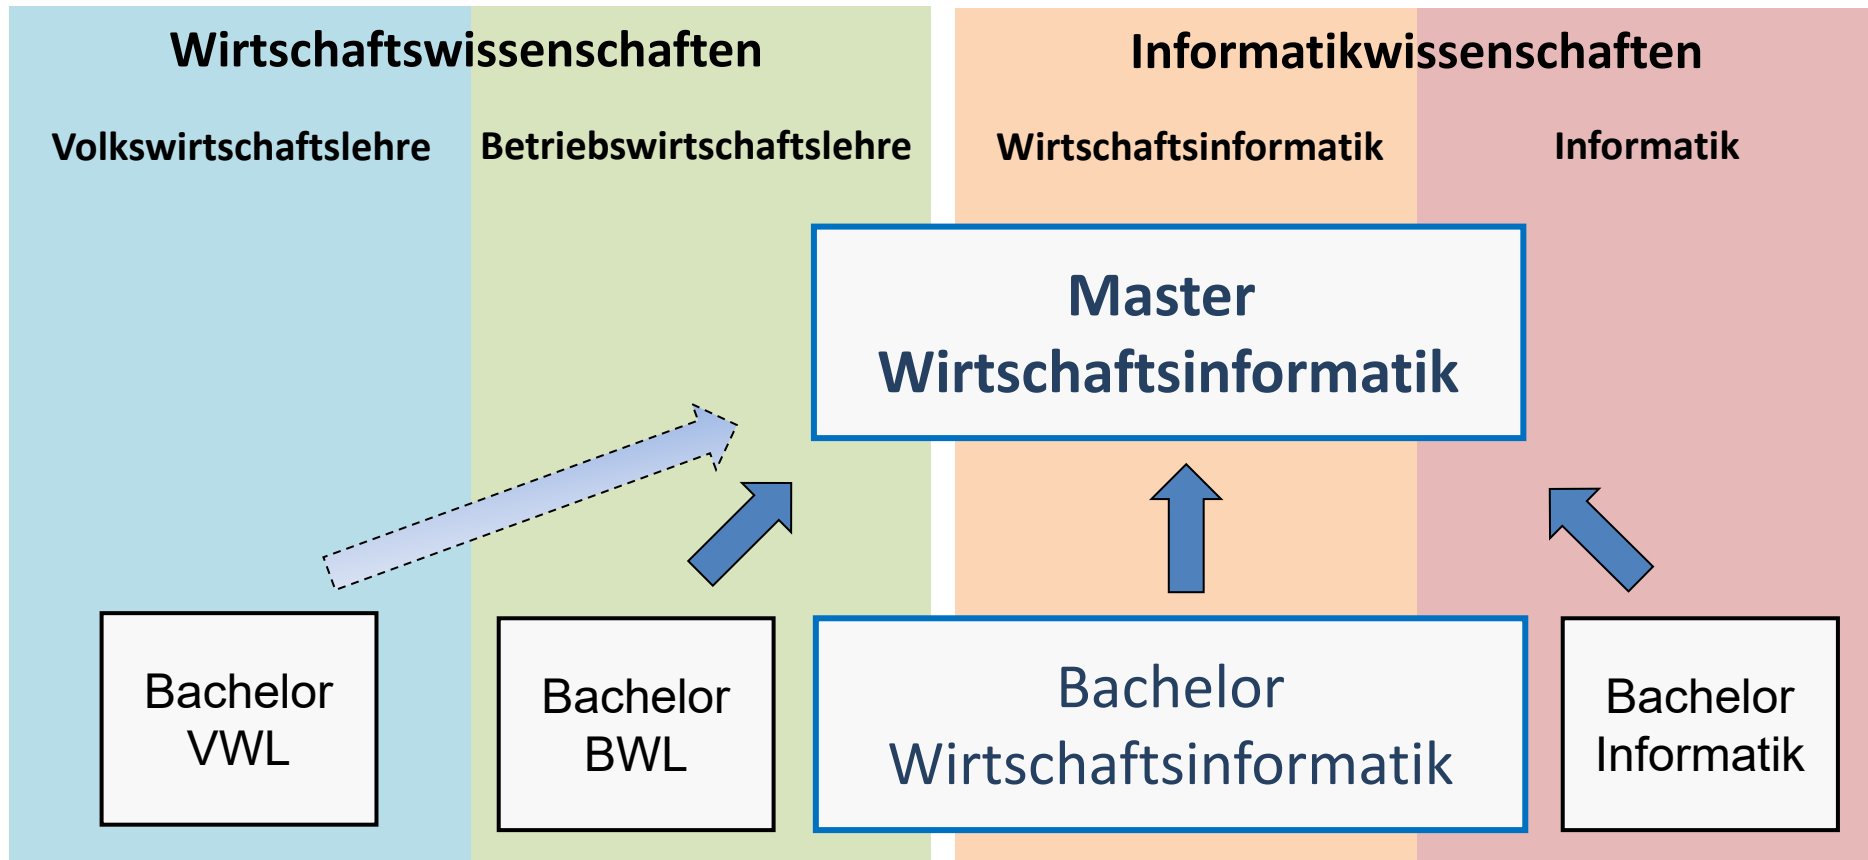 Wirtschaftswissenschaften
Informatikwissenschaften
Volkswirtschaftslehre
Betriebswirtschaftslehre
Wirtschaftsinformatik
Informatik
Master
Wirtschaftsinformatik
Bachelor
VWL
Bachelor
BWL
Bachelor
Wirtschaftsinformatik
Bachelor
Informatik